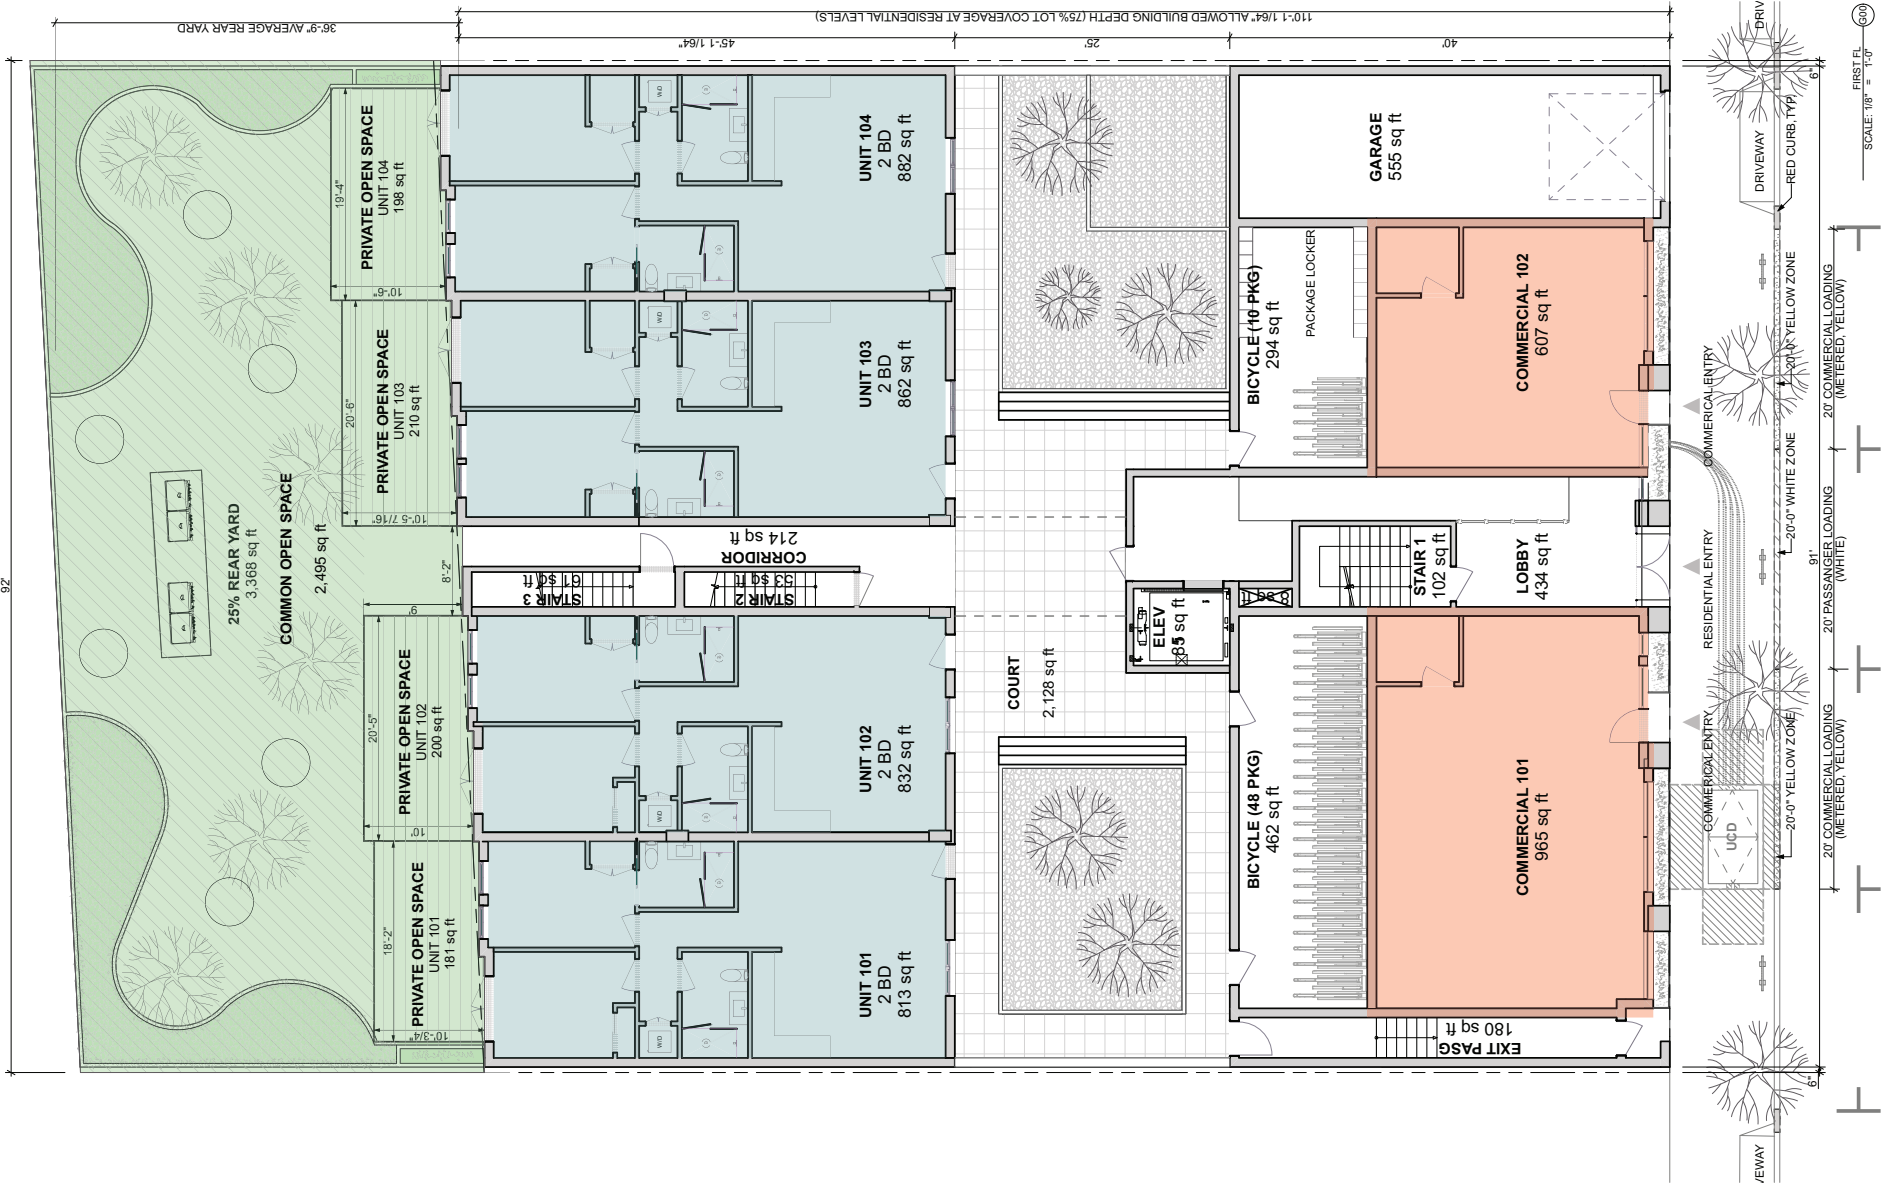 36'-9" AVERAGE REAR YARD
110'-1 1/64" ALLOWED BUILDING DEPTH (75% LOT COVERAGE AT RESIDENTIAL LEVELS)
45'-1 1/64"
25'
40'
92'
25% REAR YARD
3,368 sq ft
COMMON OPEN SPACE
2,495 sq ft
PRIVATE OPEN SPACE
UNIT 104
198 sq ft
19'-4"
10'-6"
PRIVATE OPEN SPACE
UNIT 103
210 sq ft
20'-6"
10'-5 7/16"
8'-2"
9'
PRIVATE OPEN SPACE
UNIT 102
200 sq ft
20'-5"
10'
PRIVATE OPEN SPACE
UNIT 101
181 sq ft
18'-2"
10'-3/4"
UNIT 104
2 BD
882 sq ft
W/D
UNIT 103
2 BD
862 sq ft
W/D
CORRIDOR
214 sq ft
STAIR 3
61 sq ft
STAIR 2
53 sq ft
UNIT 102
2 BD
832 sq ft
W/D
UNIT 101
2 BD
813 sq ft
W/D
COURT
2,128 sq ft
ELEV
85 sq ft
8 sq ft
GARAGE
555 sq ft
BICYCLE (10 PKG)
294 sq ft
PACKAGE LOCKER
COMMERCIAL 102
607 sq ft
STAIR 1
102 sq ft
LOBBY
434 sq ft
BICYCLE (48 PKG)
462 sq ft
COMMERCIAL 101
965 sq ft
EXIT PASG
180 sq ft
COMMERICAL ENTRY
RESIDENTIAL ENTRY
COMMERICAL ENTRY
UCD
DRIV
DRIVEWAY
VEWAY
RED CURB, TYP.
20'-0" YELLOW ZONE
20'-0" WHITE ZONE
20'-0" YELLOW ZONE
6"
91'
6"
20' COMMERCIAL LOADING
(METERED, YELLOW)
20' PASSANGER LOADING
(WHITE)
20' COMMERCIAL LOADING
(METERED, YELLOW)
FIRST FL
SCALE: 1/8" = 1'-0"
G00